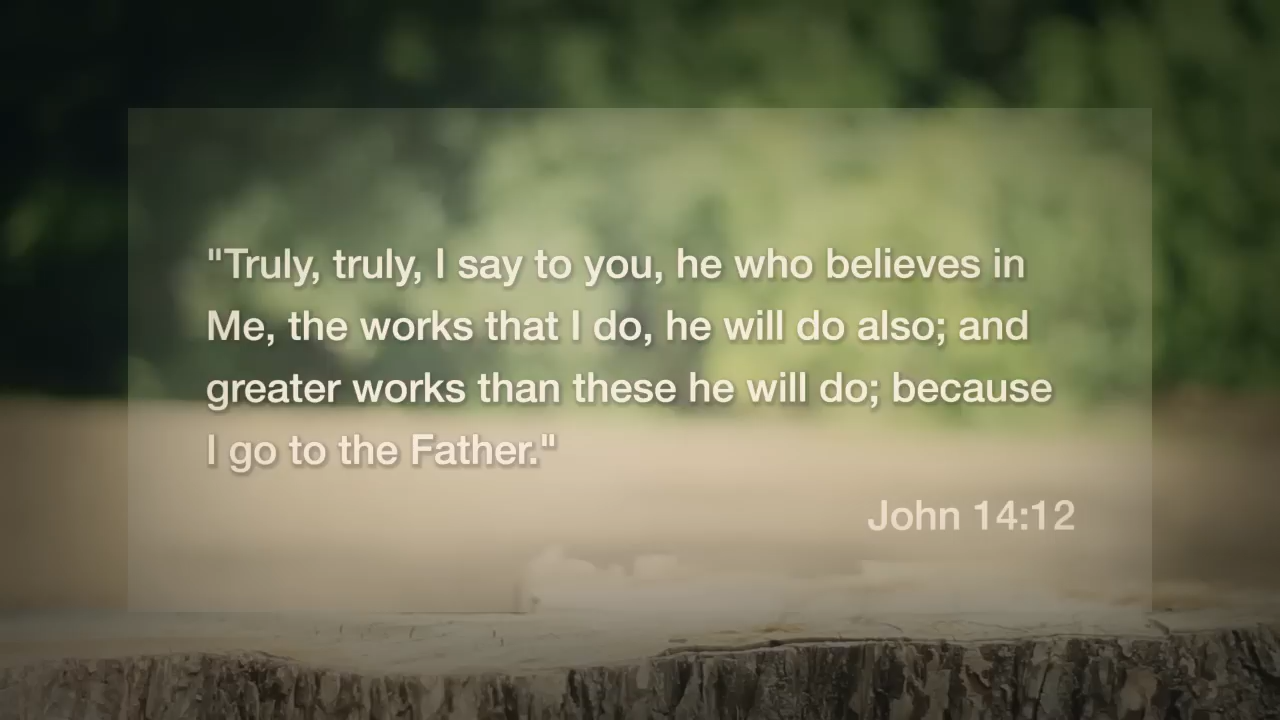 "Truly, truly, I say to you, he who believes in
Me, the works that I do, he will do also; and
greater works than these he will do; because
I go to the Father."
John 14:12